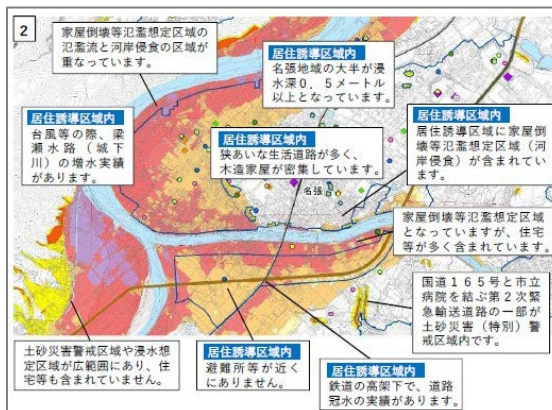 2
家屋倒壊等氾濫想定区域の
氾濫流と河岸侵食の区域が
重なっています。
居住誘導区域内
名張地域の大半が浸
水深0．5メートル
以上となっています。
居住誘導区域内
台風等の際、梁
瀬水路（城下
川）の増水実績
があります。
居住誘導区域内
狭あいな生活道路が多く、
木造家屋が密集しています。
居住誘導区域内
居住誘導区域に家屋倒
壊等氾濫想定区域（河
岸侵食）が含まれてい
ます。
名張
家屋倒壊等氾濫想定区域
となっていますが、住宅
等が多く含まれています。
国道165号と市立
病院を結ぶ第2次緊
急輸送道路の一部が
土砂災害（特別）警
戒区域内です。
土砂災害警戒区域や浸水想
定区域が広範囲にあり、住
宅等も含まれていません。
居住誘導区域内
避難所等が近く
にありません。
居住誘導区域内
鉄道の高架下で、道路
冠水の実績があります。